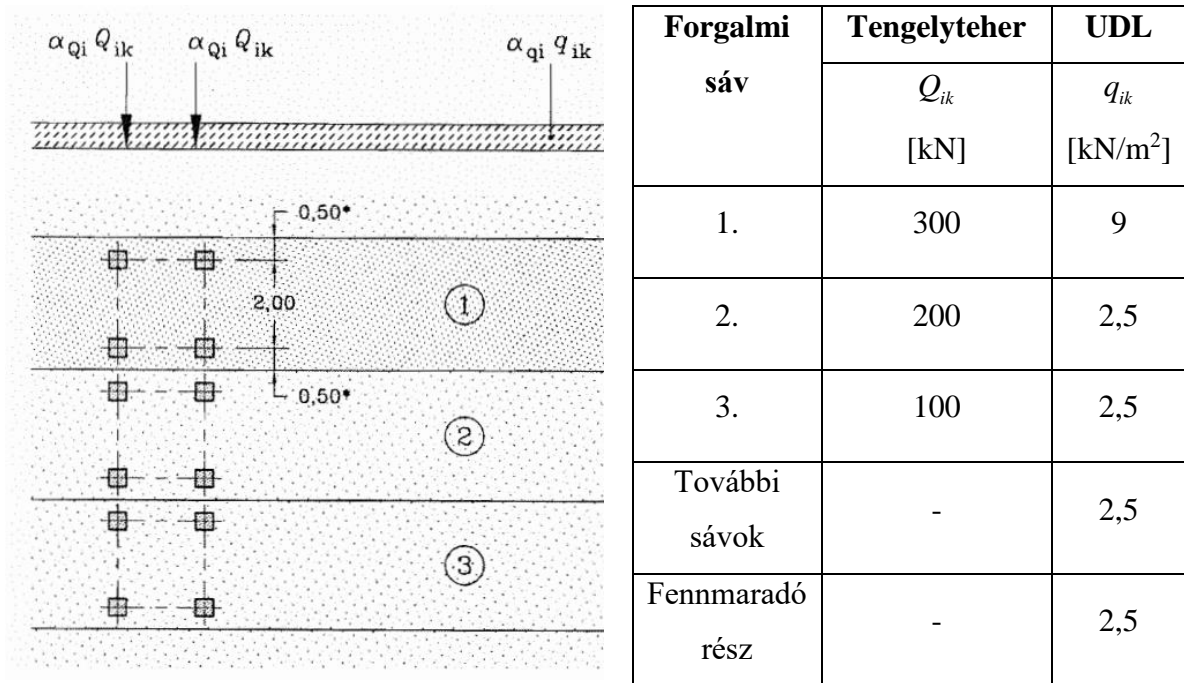 α_Qi Q_ik α_Qi Q_ik α_qi q_ik
0,50*
2,00
1
0,50*
2
3
Forgalmi sáv Tengelyteher UDL
Q_ik [kN] q_ik [kN/m²]
1. 300 9
2. 200 2,5
3. 100 2,5
További sávok - 2,5
Fennmaradó rész - 2,5